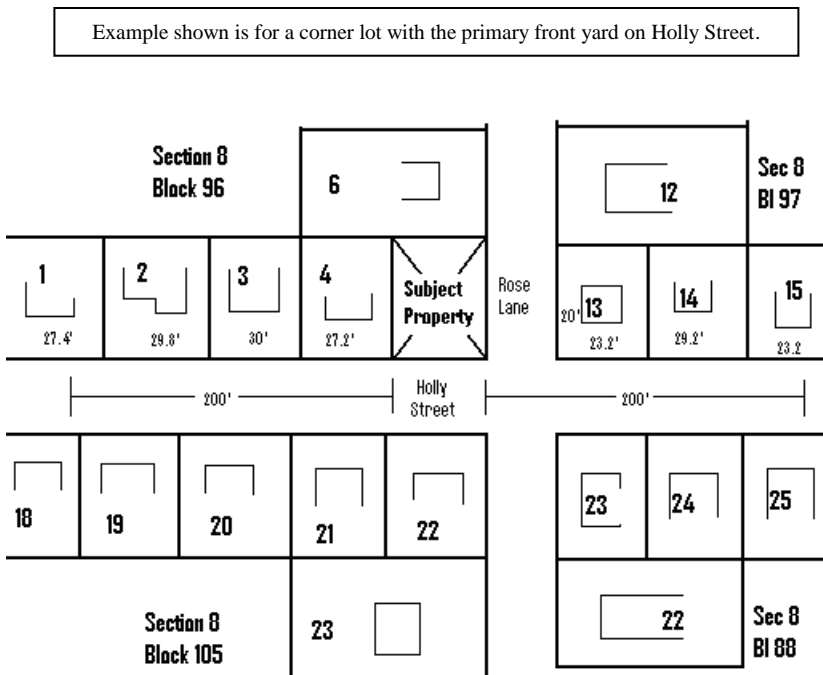 Example shown is for a corner lot with the primary front yard on Holly Street.
Section 8
Block 96
6
12
Sec 8
Bl 97
1
2
3
4
Subject
Property
Rose
Lane
20'
13
14
15
27.4'
29.8'
30'
27.2'
23.2'
29.2'
23.2
200'
Holly
Street
200'
18
19
20
21
22
23
24
25
Section 8
Block 105
23
22
Sec 8
Bl 88